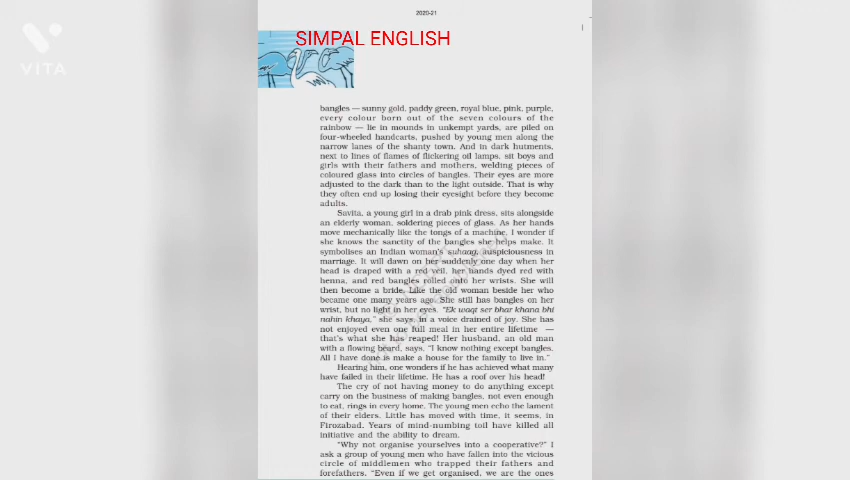 2020-21
SIMPAL ENGLISH
VITA
bangles — sunny gold, paddy green, royal blue, pink, purple,
every colour born out of the seven colours of the
rainbow — lie in mounds in unkempt yards, are piled on
four-wheeled handcarts, pushed by young men along the
narrow lanes of the shanty town. And in dark hutments,
next to lines of flames of flickering oil lamps, sit boys and
girls with their fathers and mothers, welding pieces of
coloured glass into circles of bangles. Their eyes are more
adjusted to the dark than to the light outside. That is why
they often end up losing their eyesight before they become
adults.
Savita, a young girl in a drab pink dress, sits alongside
an elderly woman, soldering pieces of glass. As her hands
move mechanically like the tongs of a machine, I wonder if
she knows the sanctity of the bangles she helps make. It
symbolises an Indian woman's suhaag, auspiciousness in
marriage. It will dawn on her suddenly one day when her
head is draped with a red veil, her hands dyed red with
henna, and red bangles rolled onto her wrists. She will
then become a bride. Like the old woman beside her who
became one many years ago. She still has bangles on her
wrist, but no light in her eyes. "Ek waqt ser bhar khana bhi
nahin khaya," she says, in a voice drained of joy. She has
not enjoyed even one full meal in her entire lifetime —
that's what she has reaped! Her husband, an old man
with a flowing beard, says, "I know nothing except bangles.
All I have done is make a house for the family to live in."
Hearing him, one wonders if he has achieved what many
have failed in their lifetime. He has a roof over his head!
The cry of not having money to do anything except
carry on the business of making bangles, not even enough
to eat, rings in every home. The young men echo the lament
of their elders. Little has moved with time, it seems, in
Firozabad. Years of mind-numbing toil have killed all
initiative and the ability to dream.
"Why not organise yourselves into a cooperative?" I
ask a group of young men who have fallen into the vicious
circle of middlemen who trapped their fathers and
forefathers. "Even if we get organised, we are the ones